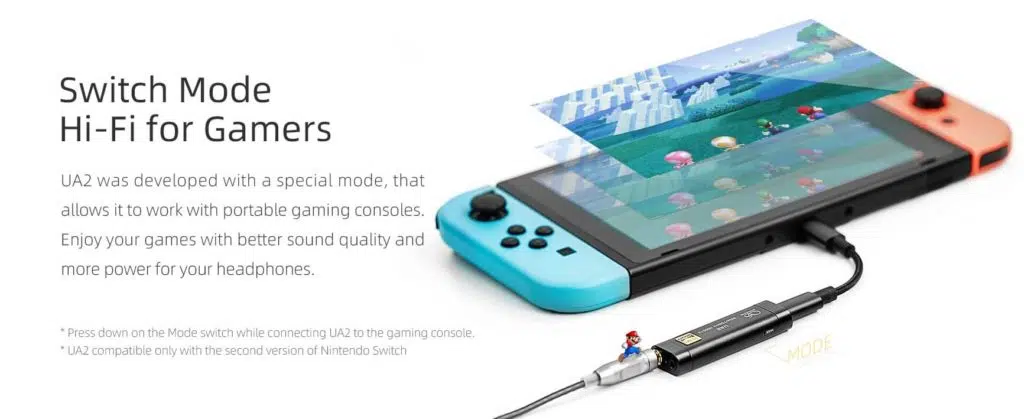 Switch Mode
Hi-Fi for Gamers
UA2 was developed with a special mode, that
allows it to work with portable gaming consoles.
Enjoy your games with better sound quality and
more power for your headphones.
* Press down on the Mode switch while connecting UA2 to the gaming console.
* UA2 compatible only with the second version of Nintendo Switch
UA2
MODE